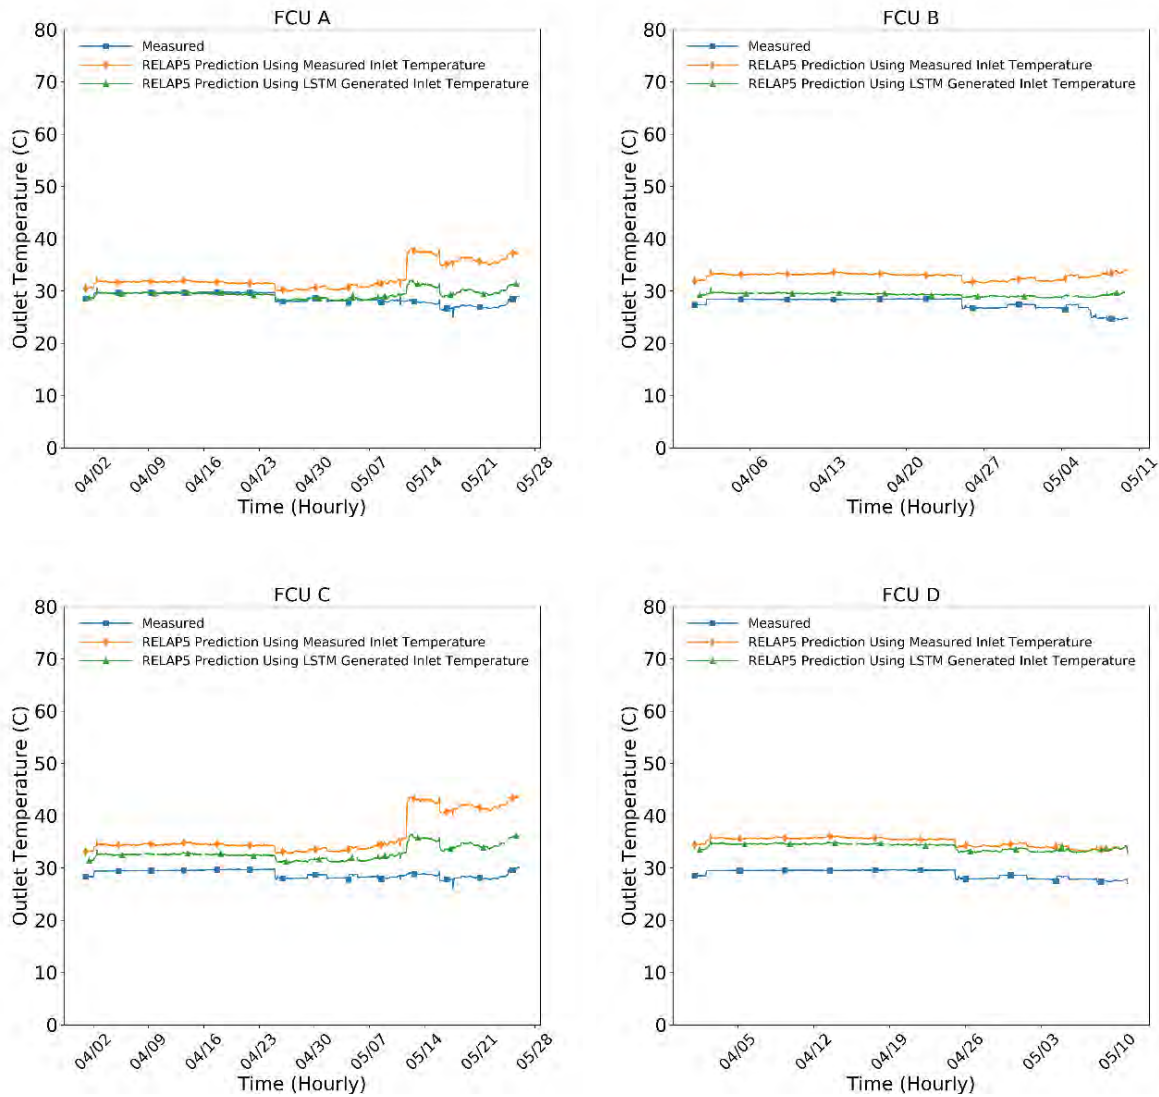 FCU A
80
70
60
50
40
30
20
10
0
Outlet Temperature (C)
Measured
RELAP5 Prediction Using Measured Inlet Temperature
RELAP5 Prediction Using LSTM Generated Inlet Temperature
04/02
04/09
04/16
04/23
04/30
05/07
05/14
05/21
05/28
Time (Hourly)
FCU B
80
70
60
50
40
30
20
10
0
Outlet Temperature (C)
Measured
RELAP5 Prediction Using Measured Inlet Temperature
RELAP5 Prediction Using LSTM Generated Inlet Temperature
04/06
04/13
04/20
04/27
05/04
05/11
Time (Hourly)
FCU C
80
70
60
50
40
30
20
10
0
Outlet Temperature (C)
Measured
RELAP5 Prediction Using Measured Inlet Temperature
RELAP5 Prediction Using LSTM Generated Inlet Temperature
04/02
04/09
04/16
04/23
04/30
05/07
05/14
05/21
05/28
Time (Hourly)
FCU D
80
70
60
50
40
30
20
10
0
Outlet Temperature (C)
Measured
RELAP5 Prediction Using Measured Inlet Temperature
RELAP5 Prediction Using LSTM Generated Inlet Temperature
04/05
04/12
04/19
04/26
05/03
05/10
Time (Hourly)